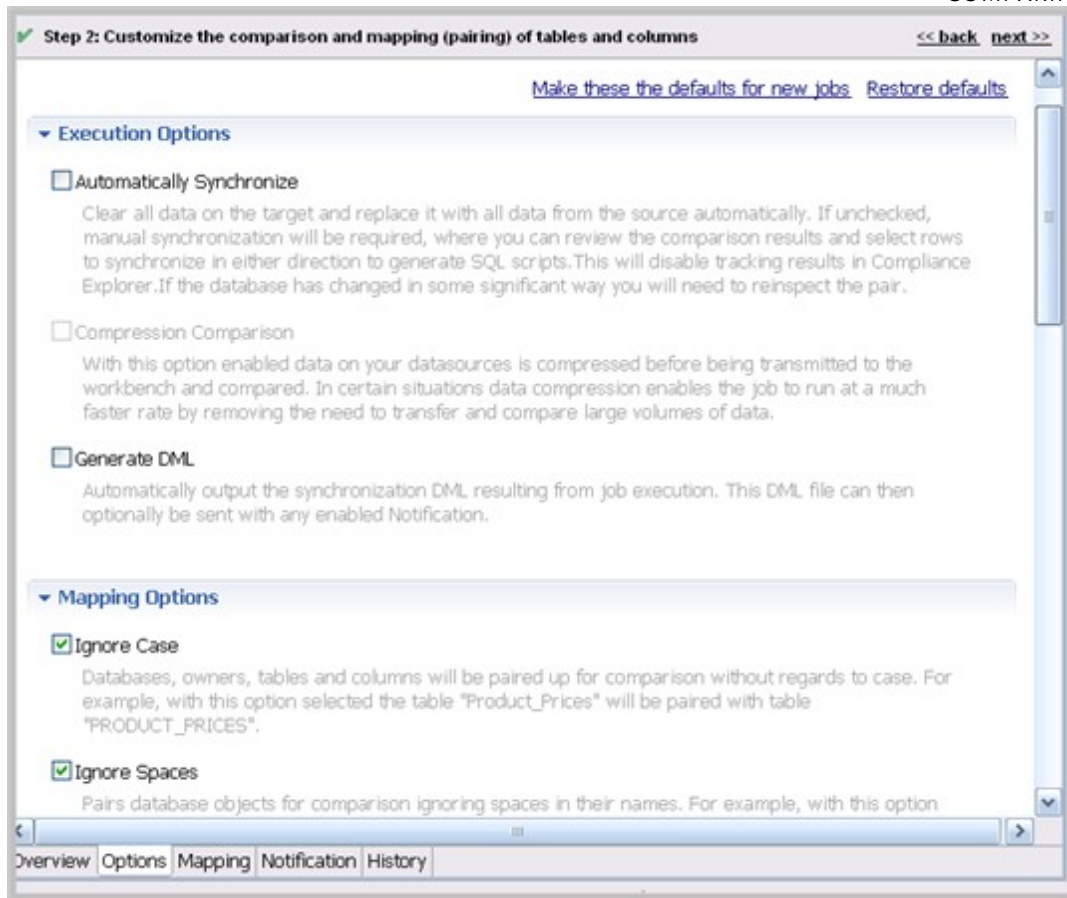 Step 2: Customize the comparison and mapping (pairing) of tables and columns
<< back next >>
Make these the defaults for new jobs Restore defaults
Execution Options
Automatically Synchronize
Clear all data on the target and replace it with all data from the source automatically. If unchecked,
manual synchronization will be required, where you can review the comparison results and select rows
to synchronize in either direction to generate SQL scripts.This will disable tracking results in Compliance
Explorer.If the database has changed in some significant way you will need to reinspect the pair.
Compression Comparison
With this option enabled data on your datasources is compressed before being transmitted to the
workbench and compared. In certain situations data compression enables the job to run at a much
faster rate by removing the need to transfer and compare large volumes of data.
Generate DML
Automatically output the synchronization DML resulting from job execution. This DML file can then
optionally be sent with any enabled Notification.
Mapping Options
Ignore Case
Databases, owners, tables and columns will be paired up for comparison without regards to case. For
example, with this option selected the table "Product_Prices" will be paired with table
"PRODUCT_PRICES".
Ignore Spaces
Pairs database objects for comparison ignoring spaces in their names. For example, with this option
Overview Options Mapping Notification History